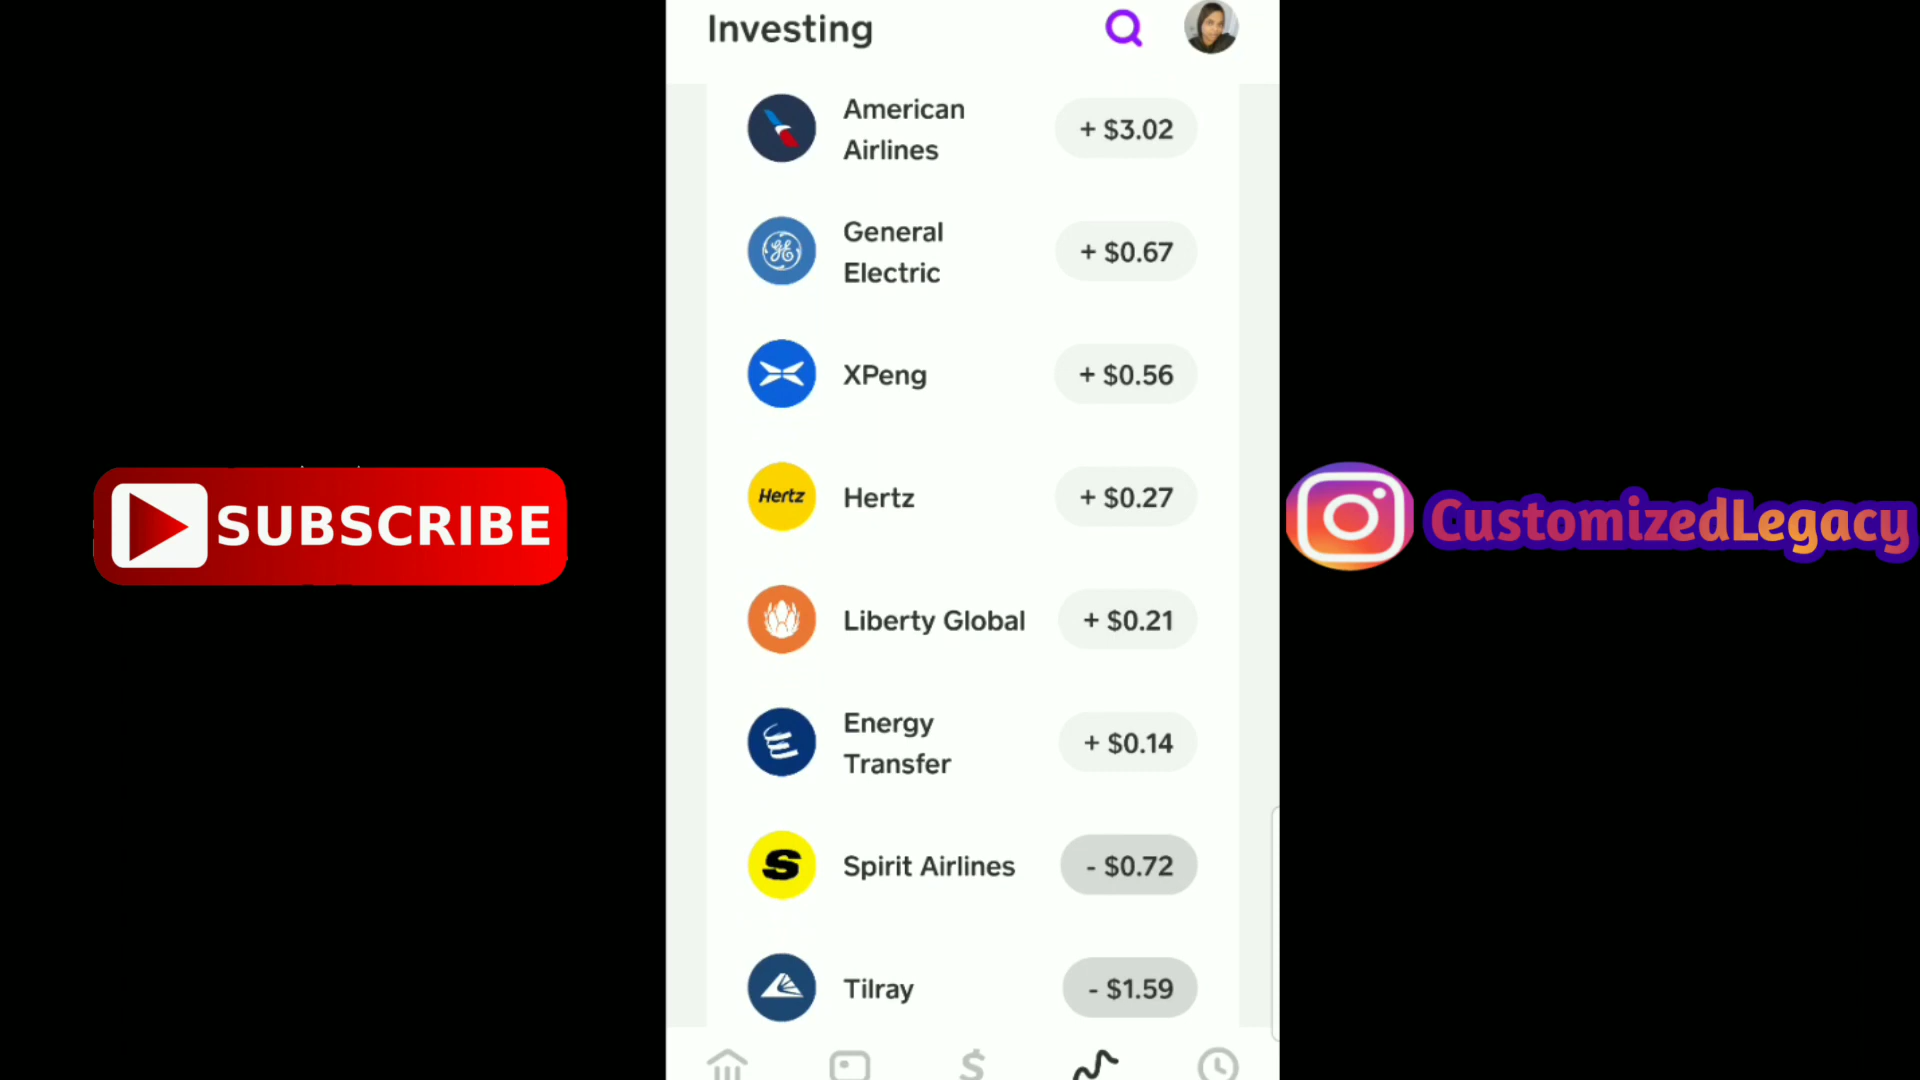 Investing
American
Airlines
+ $3.02
General
Electric
+ $0.67
XPeng
+ $0.56
Hertz
Hertz
+ $0.27
SUBSCRIBE
CustomizedLegacy
Liberty Global
+ $0.21
Energy
Transfer
+ $0.14
S
Spirit Airlines
- $0.72
Tilray
- $1.59
$